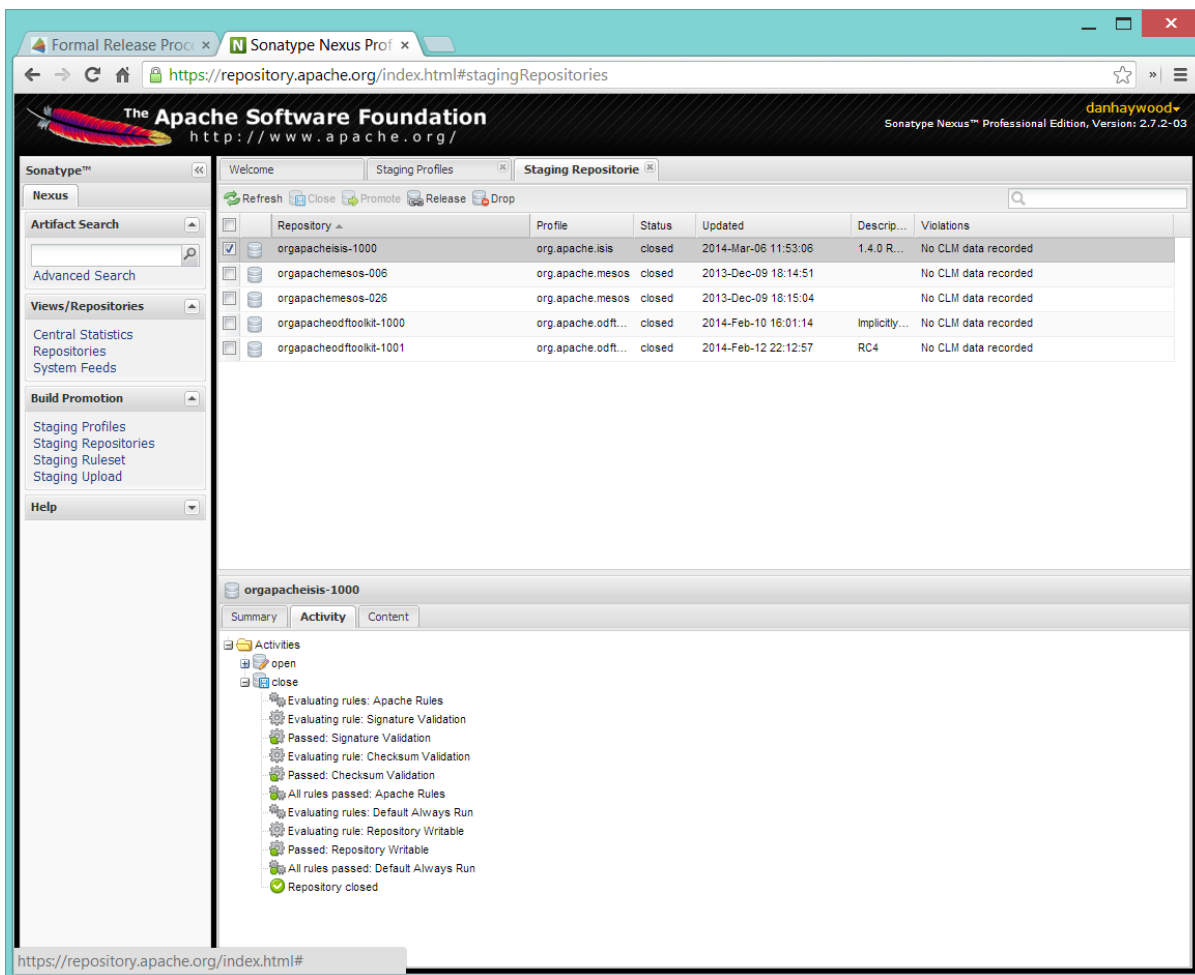 Formal Release Proc
Sonatype Nexus Prof
https://repository.apache.org/index.html#stagingRepositories
The Apache Software Foundation
http://www.apache.org/
danhaywood
Sonatype Nexus™ Professional Edition, Version: 2.7.2-03
Sonatype™
Nexus
Artifact Search
Advanced Search
Views/Repositories
Central Statistics
Repositories
System Feeds
Build Promotion
Staging Profiles
Staging Repositories
Staging Ruleset
Staging Upload
Help
Welcome Staging Profiles Staging Repositorie
Refresh Close Promote Release Drop
Repository Profile Status Updated Descrip... Violations
orgapacheisis-1000 org.apache.isis closed 2014-Mar-06 11:53:06 1.4.0 R... No CLM data recorded
orgapachemesos-006 org.apache.mesos closed 2013-Dec-09 18:14:51 No CLM data recorded
orgapachemesos-026 org.apache.mesos closed 2013-Dec-09 18:15:04 No CLM data recorded
orgapacheodftoolkit-1000 org.apache.odft... closed 2014-Feb-10 16:01:14 Implicitly... No CLM data recorded
orgapacheodftoolkit-1001 org.apache.odft... closed 2014-Feb-12 22:12:57 RC4 No CLM data recorded
orgapacheisis-1000
Summary Activity Content
Activities
open
close
Evaluating rules: Apache Rules
Evaluating rule: Signature Validation
Passed: Signature Validation
Evaluating rule: Checksum Validation
Passed: Checksum Validation
All rules passed: Apache Rules
Evaluating rules: Default Always Run
Evaluating rule: Repository Writable
Passed: Repository Writable
All rules passed: Default Always Run
Repository closed
https://repository.apache.org/index.html#